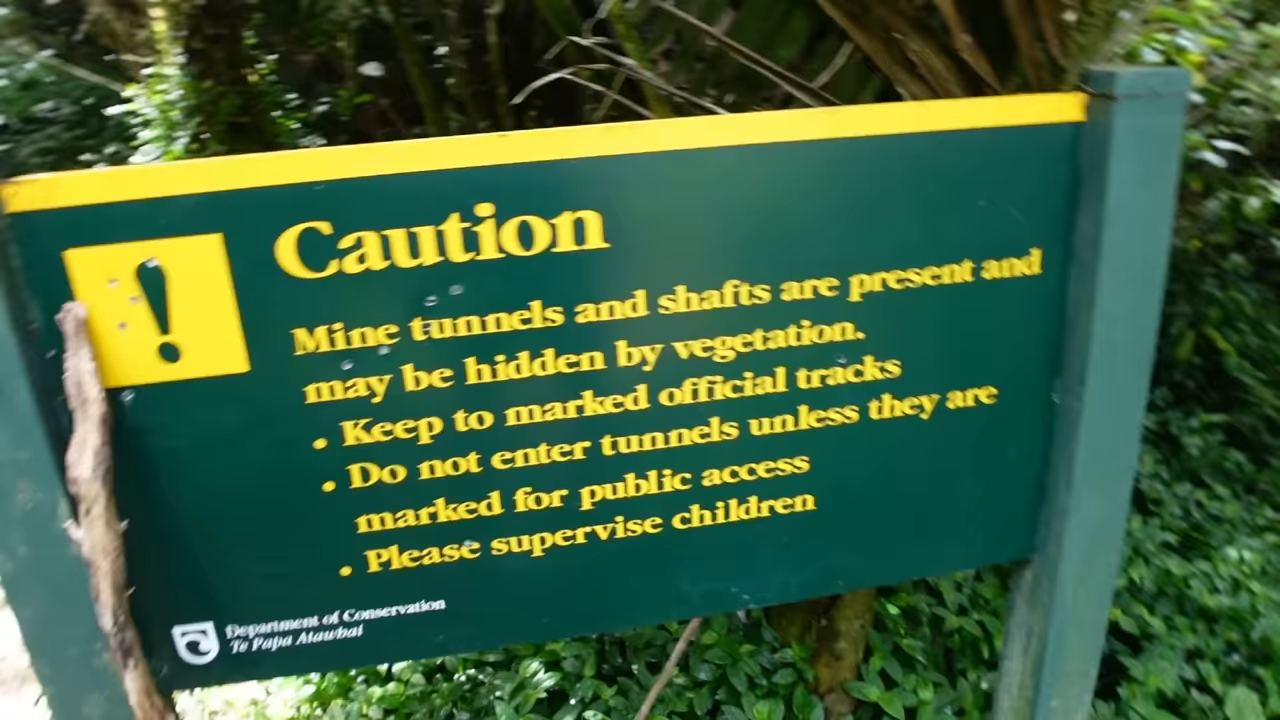 !
Caution
Mine tunnels and shafts are present and
may be hidden by vegetation.
• Keep to marked official tracks
• Do not enter tunnels unless they are
marked for public access
• Please supervise children
Department of Conservation
Te Papa Atawhai